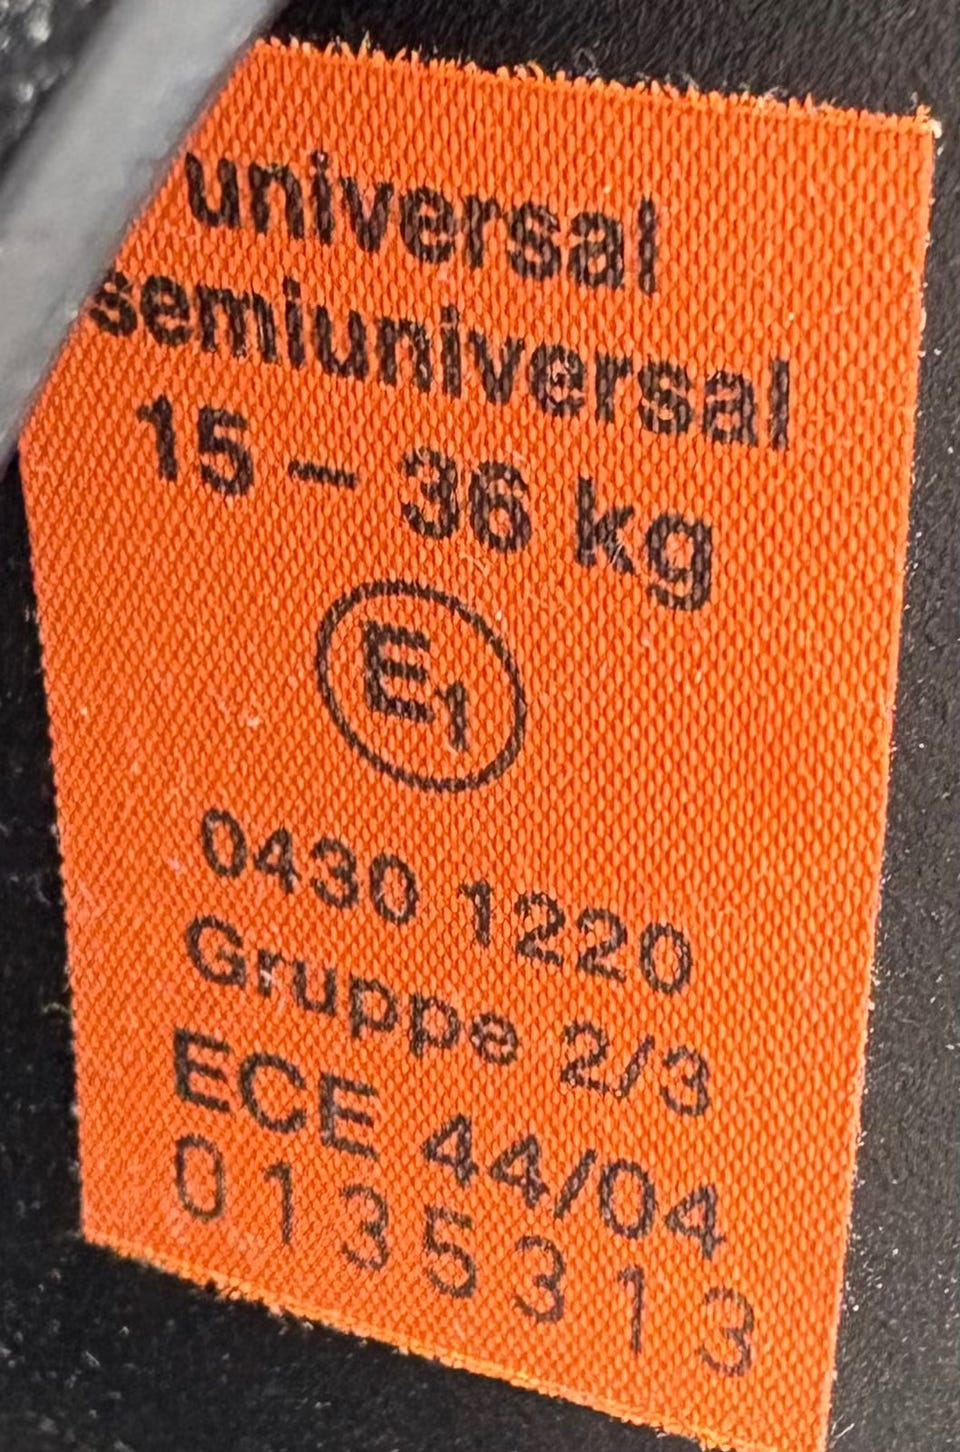 universal
semiuniversal
15 – 36 kg
E1
0430 1220
Gruppe 2/3
ECE 44/04
0135313